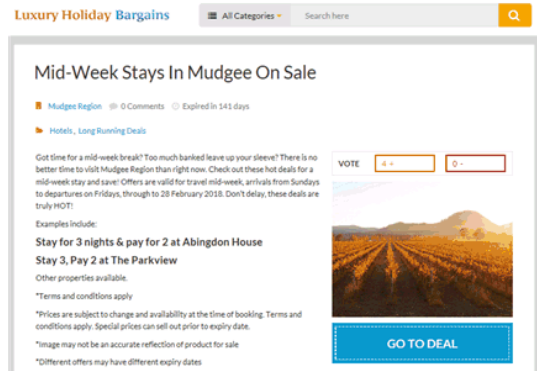 Luxury Holiday Bargains
All Categories
Search here
Mid-Week Stays In Mudgee On Sale
Mudgee Region 0 Comments Expired in 141 days
Hotels, Long Running Deals
Got time for a mid-week break? Too much banked leave up your sleeve? There is no
better time to visit Mudgee Region than right now. Check out these hot deals for a
mid-week stay and save! Offers are valid for travel mid-week, arrivals from Sundays
to departures on Fridays, through to 28 February 2018. Don't delay, these deals are
truly HOT!
Examples include:
Stay for 3 nights & pay for 2 at Abingdon House
Stay 3, Pay 2 at The Parkview
Other properties available.
*Terms and conditions apply
*Prices are subject to change and availability at the time of booking. Terms and
conditions apply. Special prices can sell out prior to expiry date.
*Image may not be an accurate reflection of product for sale
*Different offers may have different expiry dates
VOTE 4 + 0 -
GO TO DEAL